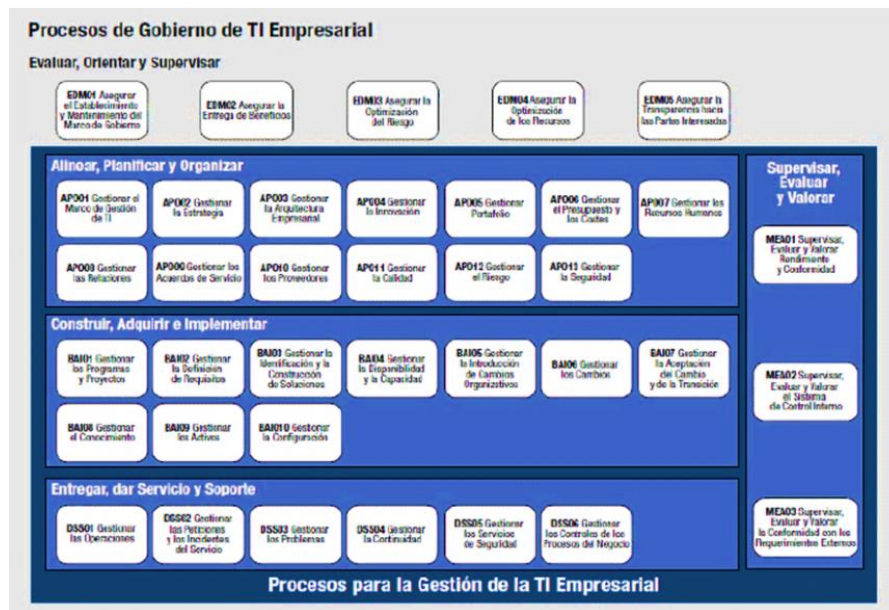 Procesos de Gobierno de TI Empresarial
Evaluar, Orientar y Supervisar
EDM01 Asegurar
el Establecimiento
y Mantenimiento del
Marco de Gobierno
EDM02 Asegurar la
Entrega de Beneficios
EDM03 Asegurar la
Optimización
del Riesgo
EDM04 Asegurar la
Optimización
de los Recursos
EDM05 Asegurar la
Transparencia hacia
las Partes Interesadas
Alinear, Planificar y Organizar
APO01 Gestionar el
Marco de Gestión
de TI
APO02 Gestionar
la Estrategia
APO03 Gestionar
la Arquitectura
Empresarial
APO04 Gestionar
la Innovación
APO05 Gestionar
Portafolio
APO06 Gestionar
el Presupuesto y
los Costes
APO07 Gestionar los
Recursos Humanos
APO08 Gestionar
las Relaciones
APO09 Gestionar los
Acuerdos de Servicio
APO10 Gestionar
los Proveedores
APO11 Gestionar
la Calidad
APO12 Gestionar
el Riesgo
APO13 Gestionar
la Seguridad
Construir, Adquirir e Implementar
BAI01 Gestionar
los Programas
y Proyectos
BAI02 Gestionar
la Definición
de Requisitos
BAI03 Gestionar la
Identificación y la
Construcción
de Soluciones
BAI04 Gestionar
la Disponibilidad
y la Capacidad
BAI05 Gestionar
la Introducción
de Cambios
Organizativos
BAI06 Gestionar
los Cambios
BAI07 Gestionar
la Aceptación
del Cambio
y de la Transición
BAI08 Gestionar
el Conocimiento
BAI09 Gestionar
los Activos
BAI010 Gestionar
la Configuración
Entregar, dar Servicio y Soporte
DSS01 Gestionar
las Operaciones
DSS02 Gestionar
las Peticiones
y los Incidentes
del Servicio
DSS03 Gestionar
los Problemas
DSS04 Gestionar
la Continuidad
DSS05 Gestionar
los Servicios
de Seguridad
DSS06 Gestionar
los Controles de los
Procesos del Negocio
Supervisar,
Evaluar
y Valorar
MEA01 Supervisar,
Evaluar y Valorar
Rendimiento
y Conformidad
MEA02 Supervisar,
Evaluar y Valorar
el Sistema
de Control Interno
MEA03 Supervisar,
Evaluar y Valorar
la Conformidad con los
Requerimientos Externos
Procesos para la Gestión de la TI Empresarial